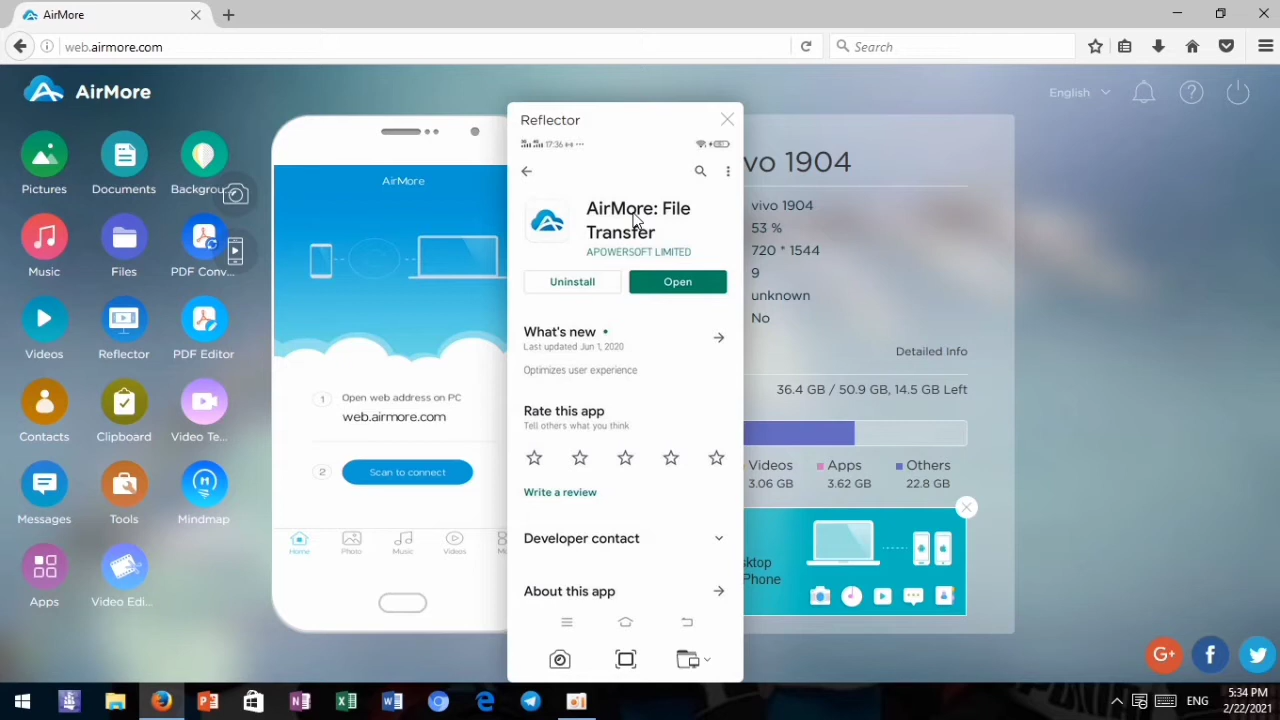 AirMore
web.airmore.com
Search
AirMore
English
Pictures
Documents
Backgrou
Music
Files
PDF Conv...
Videos
Reflector
PDF Editor
Contacts
Clipboard
Video Te...
Messages
Tools
Mindmap
Apps
Video Edi...
AirMore
1
Open web address on PC
web.airmore.com
2
Scan to connect
Home
Photo
Music
Videos
Reflector
17:36
AirMore: File
Transfer
APOWERSOFT LIMITED
Uninstall
Open
What's new
Last updated Jun 1, 2020
Optimizes user experience
Rate this app
Tell others what you think
Write a review
Developer contact
About this app
vo 1904
vivo 1904
53 %
720 * 1544
9
unknown
No
Detailed Info
36.4 GB / 50.9 GB, 14.5 GB Left
Videos
Apps
Others
3.06 GB
3.62 GB
22.8 GB
sktop
Phone
G+
5:34 PM
ENG
2/22/2021